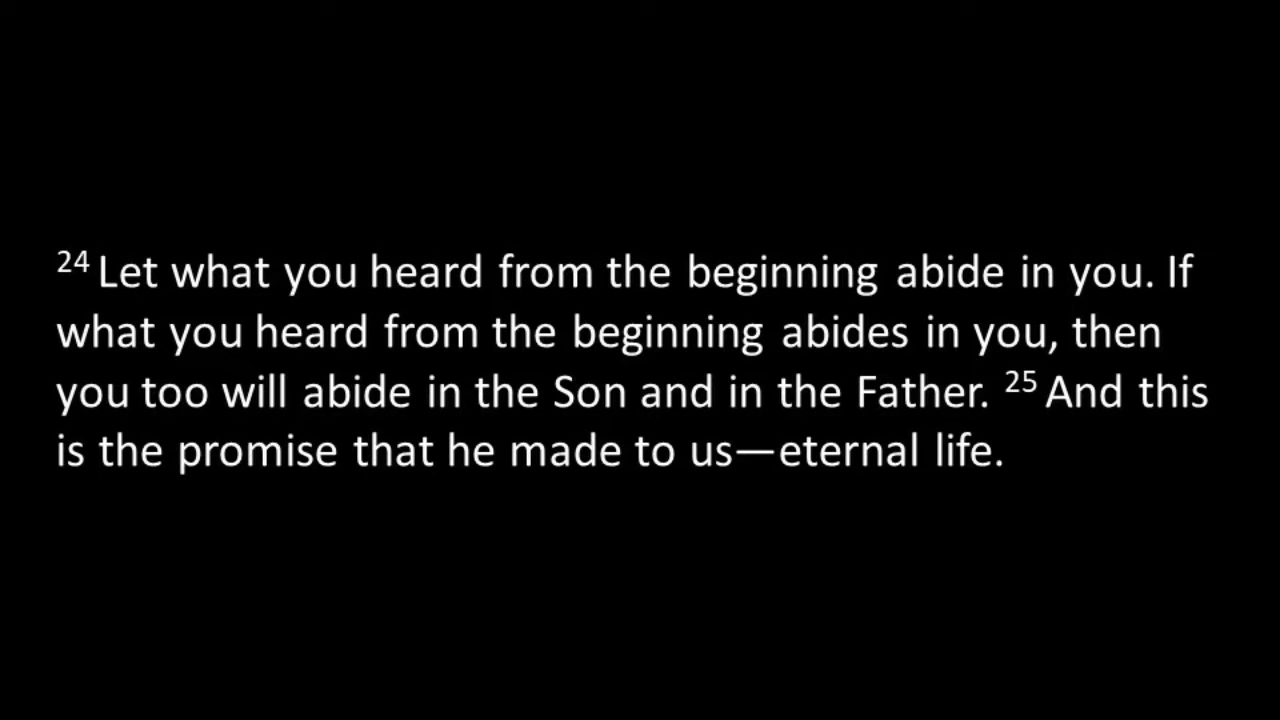 24 Let what you heard from the beginning abide in you. If
what you heard from the beginning abides in you, then
you too will abide in the Son and in the Father. 25 And this
is the promise that he made to us—eternal life.